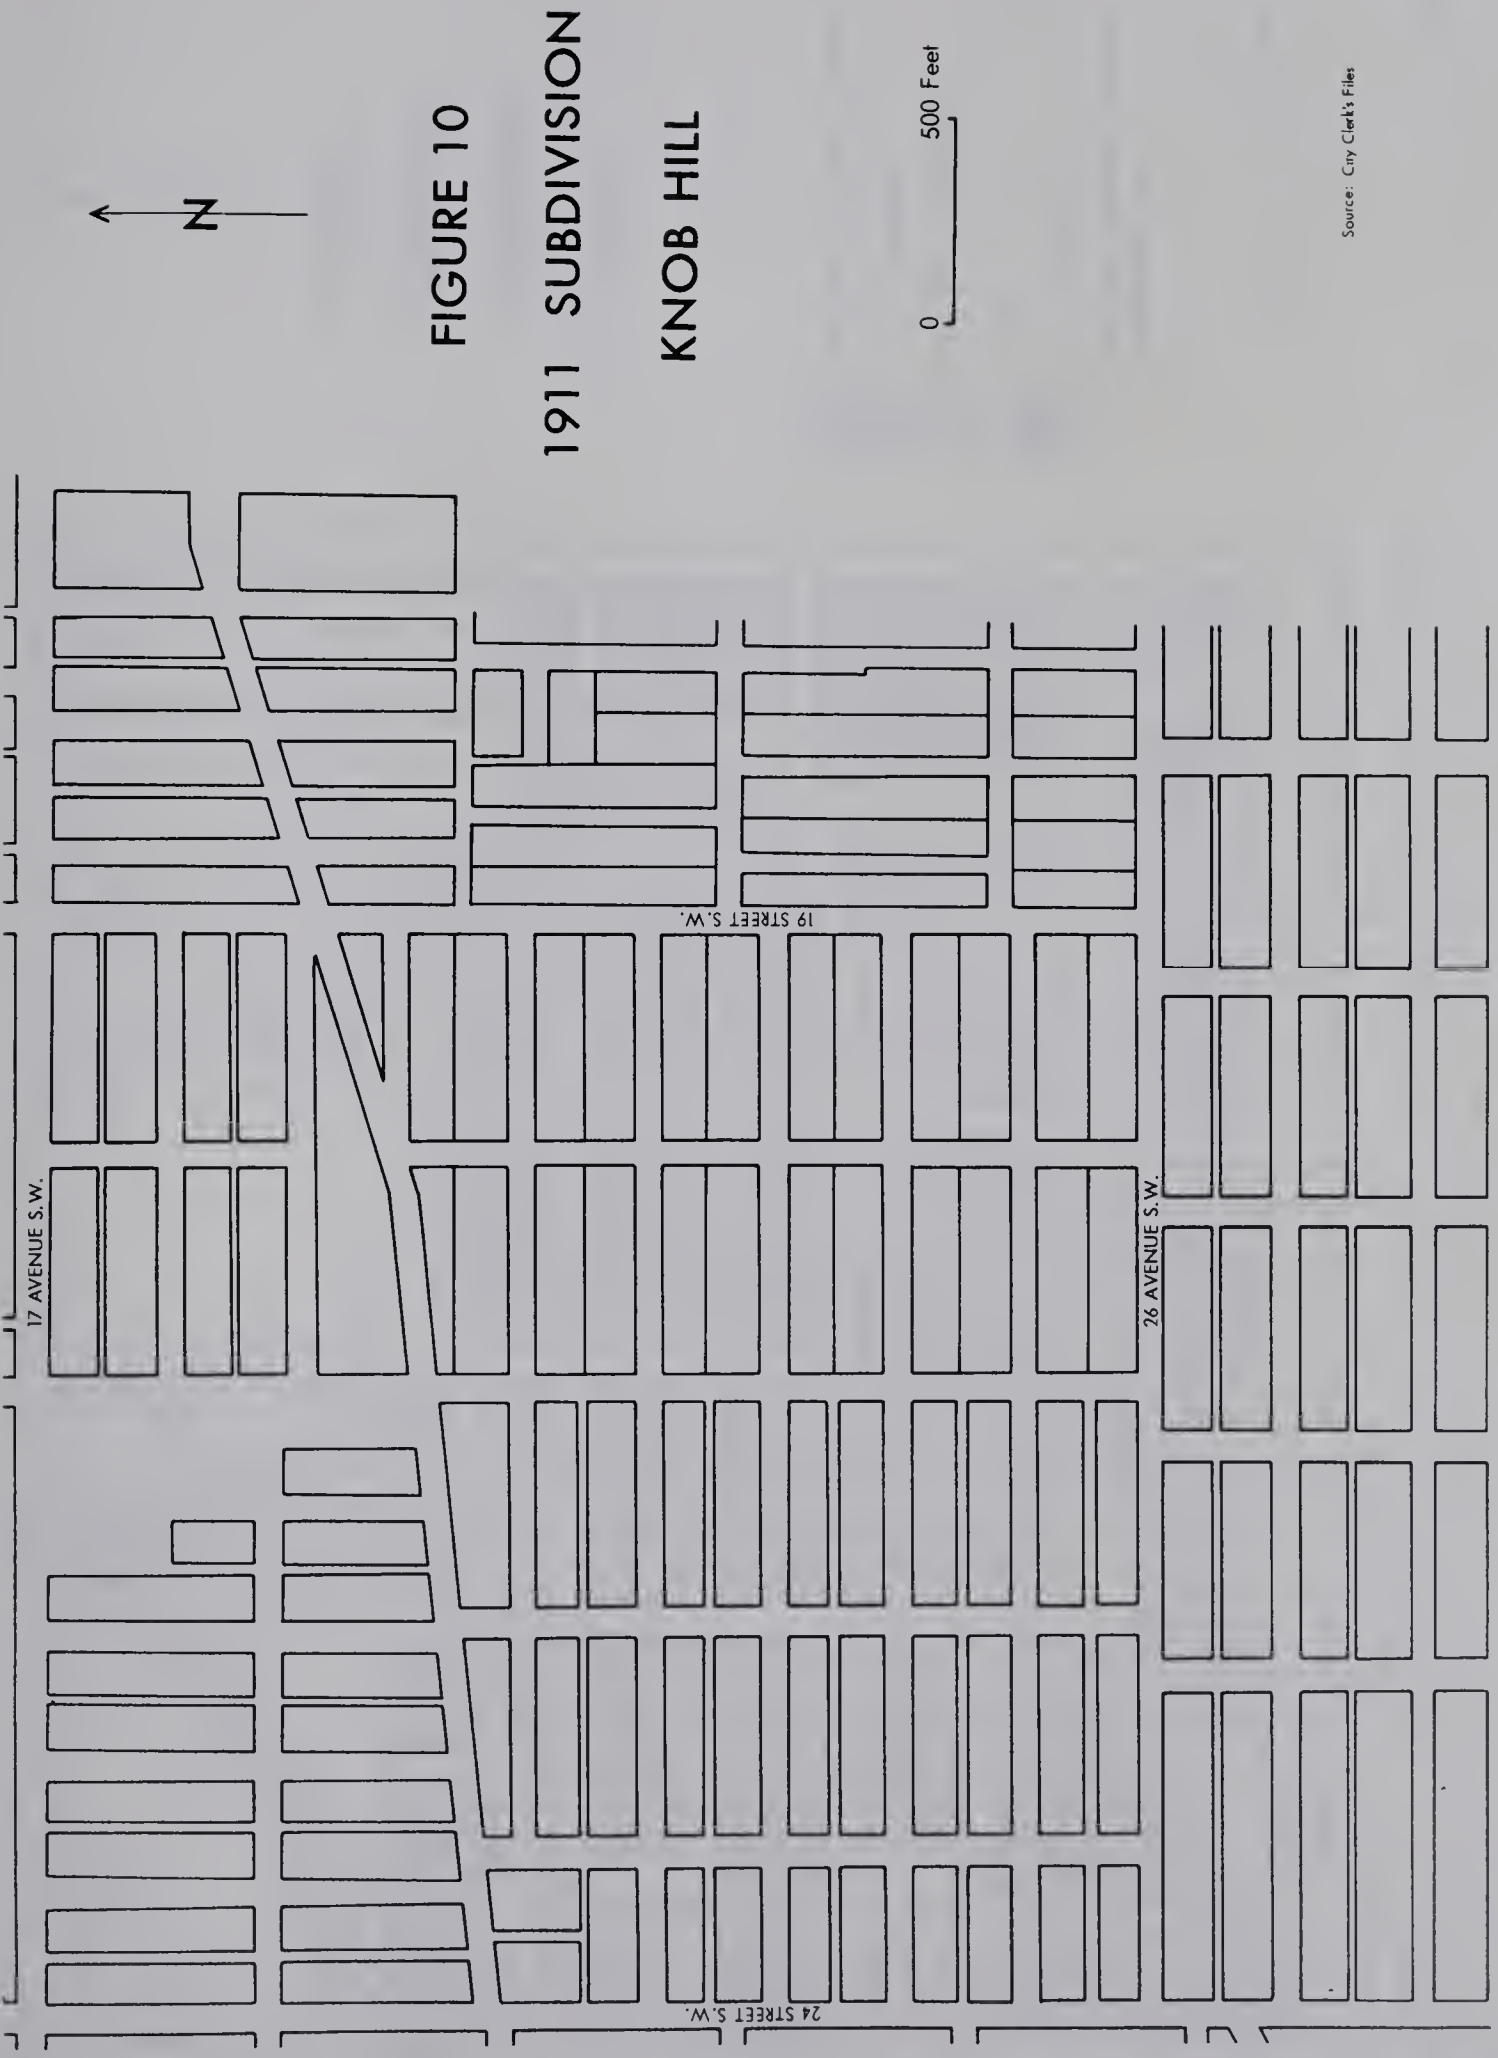 N
FIGURE 10
1911 SUBDIVISION
KNOB HILL
0 500 Feet
Source: City Clerk's Files
17 AVENUE S.W.
19 STREET S.W.
26 AVENUE S.W.
24 STREET S.W.